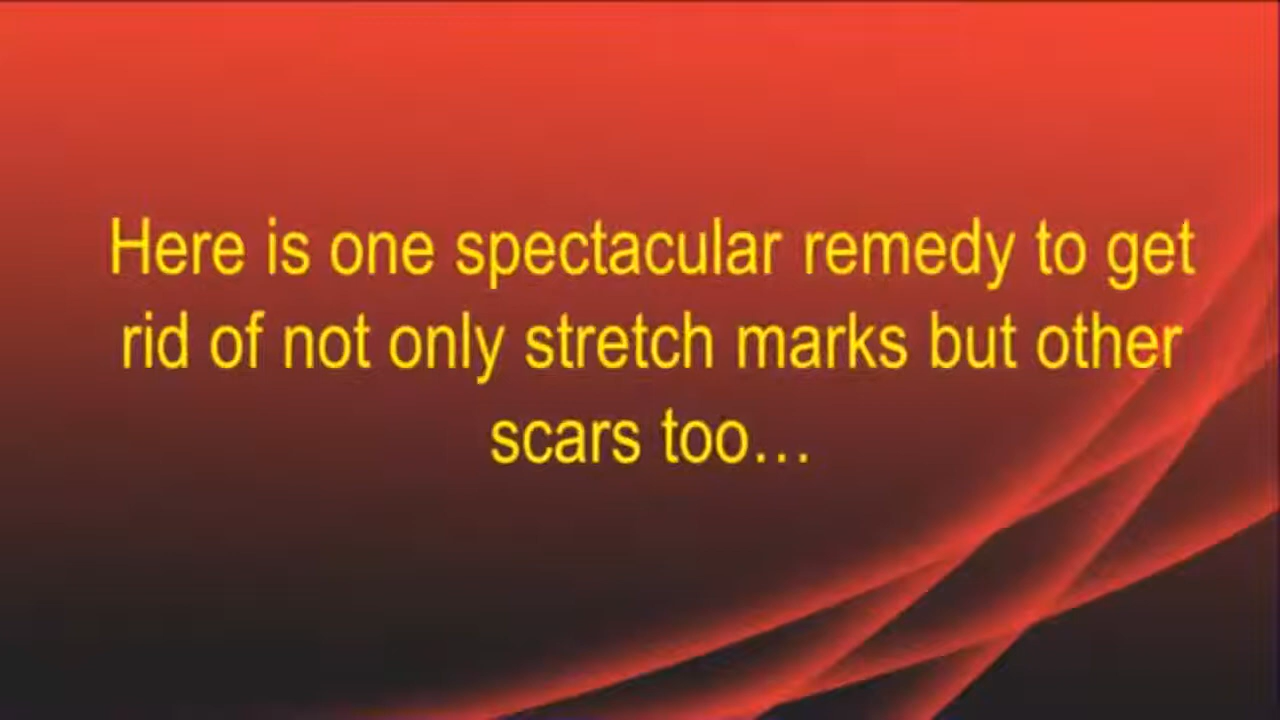 Here is one spectacular remedy to get
rid of not only stretch marks but other
scars too...